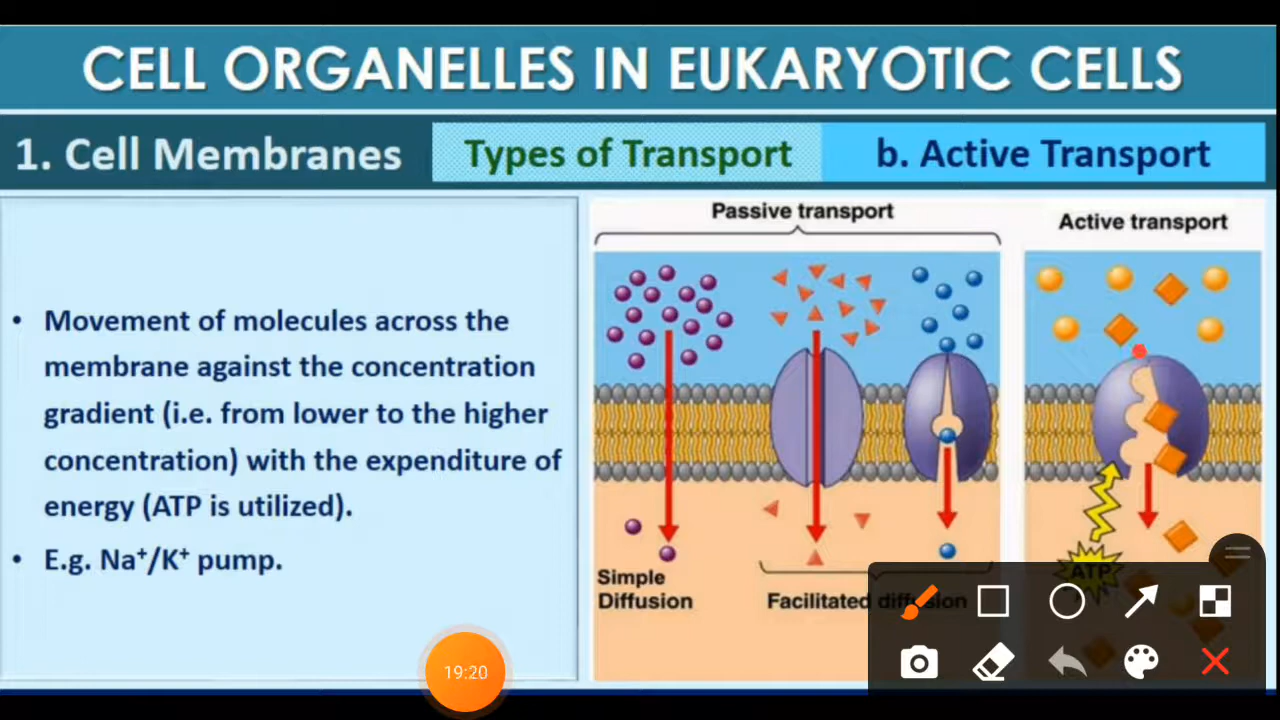 CELL ORGANELLES IN EUKARYOTIC CELLS
1. Cell Membranes
Types of Transport
b. Active Transport
• Movement of molecules across the
membrane against the concentration
gradient (i.e. from lower to the higher
concentration) with the expenditure of
energy (ATP is utilized).
• E.g. Na⁺/K⁺ pump.
Passive transport
Active transport
Simple
Diffusion
Facilitated diffusion
ATP
19:20